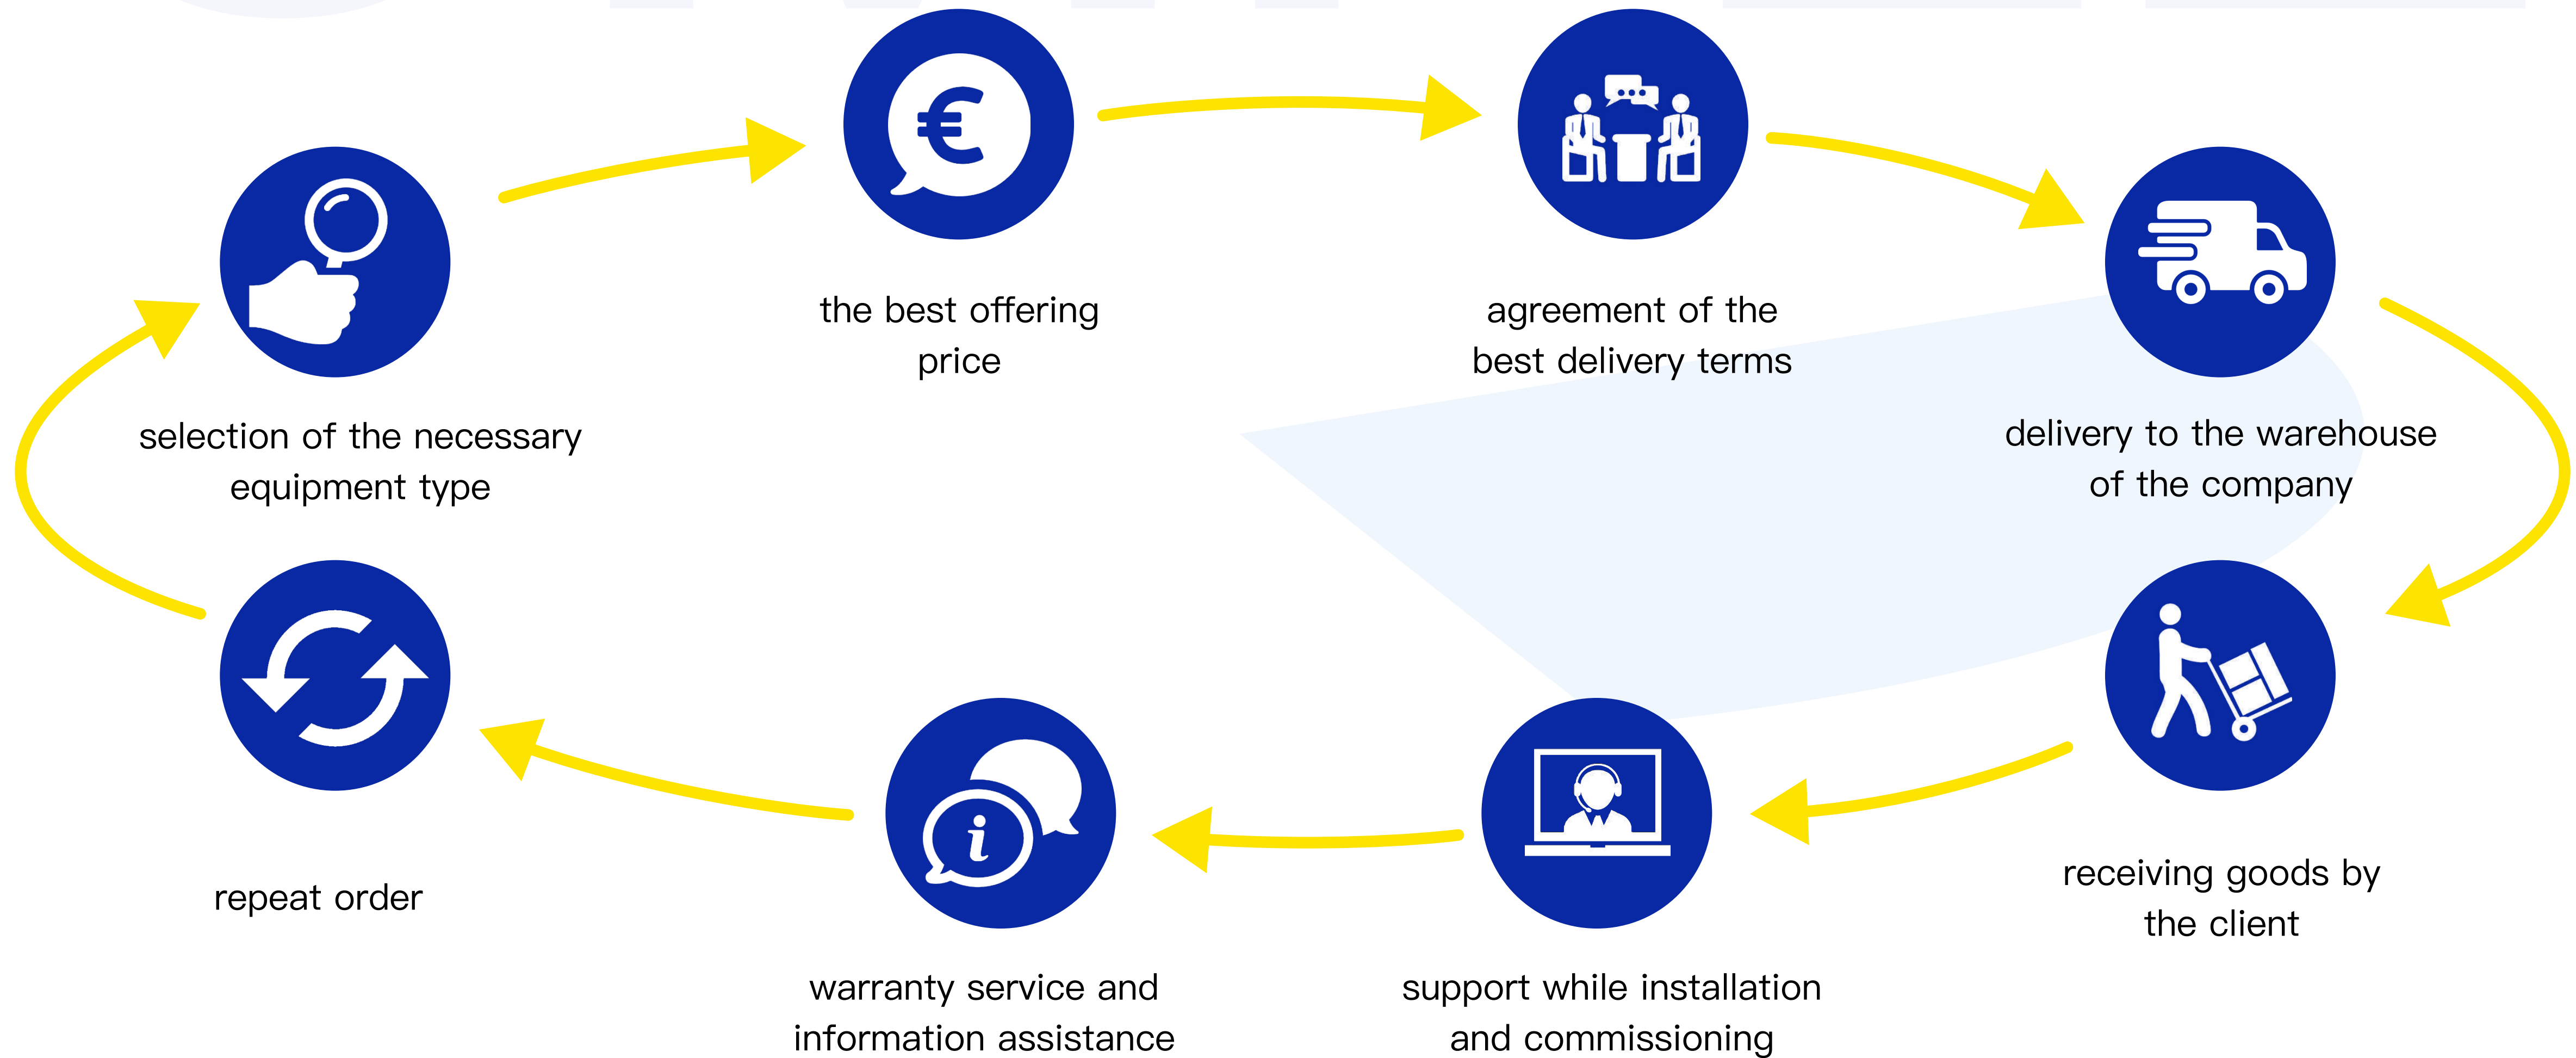 the best offering
price
agreement of the
best delivery terms
selection of the necessary
equipment type
delivery to the warehouse
of the company
repeat order
receiving goods by
the client
warranty service and
information assistance
support while installation
and commissioning